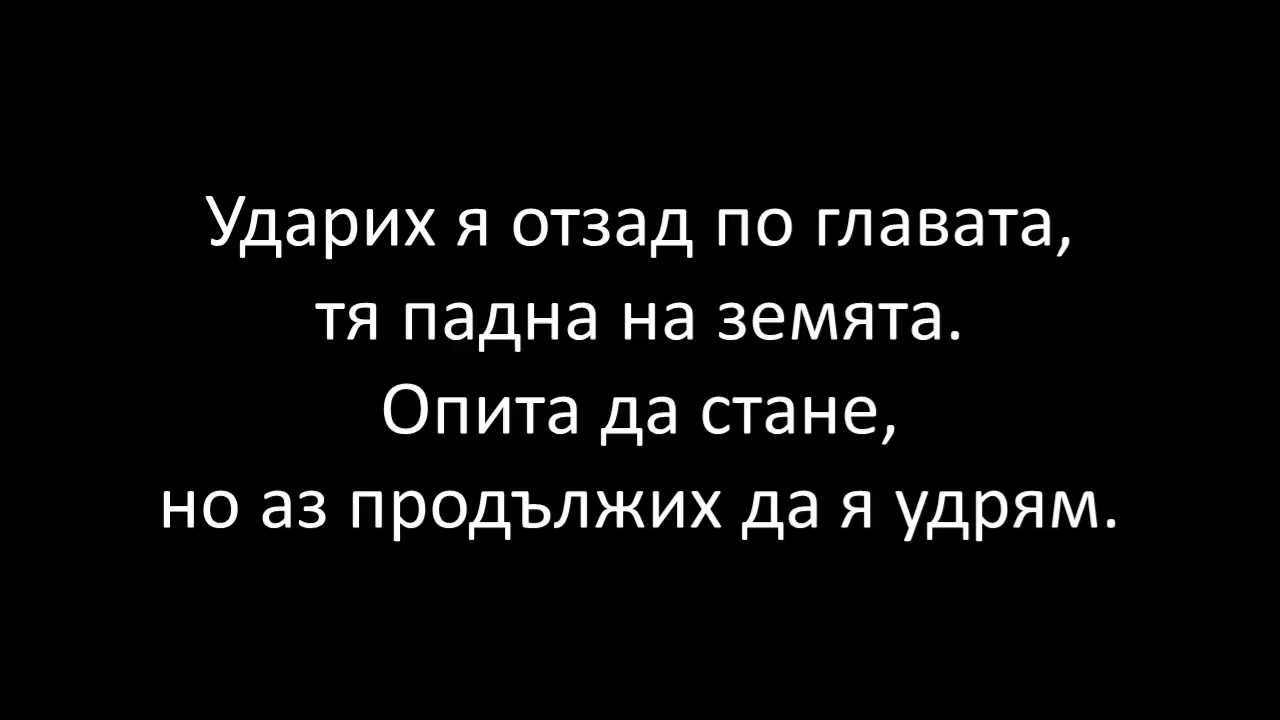 Ударих я отзад по главата,
тя падна на земята.
Опита да стане,
но аз продължих да я удрям.